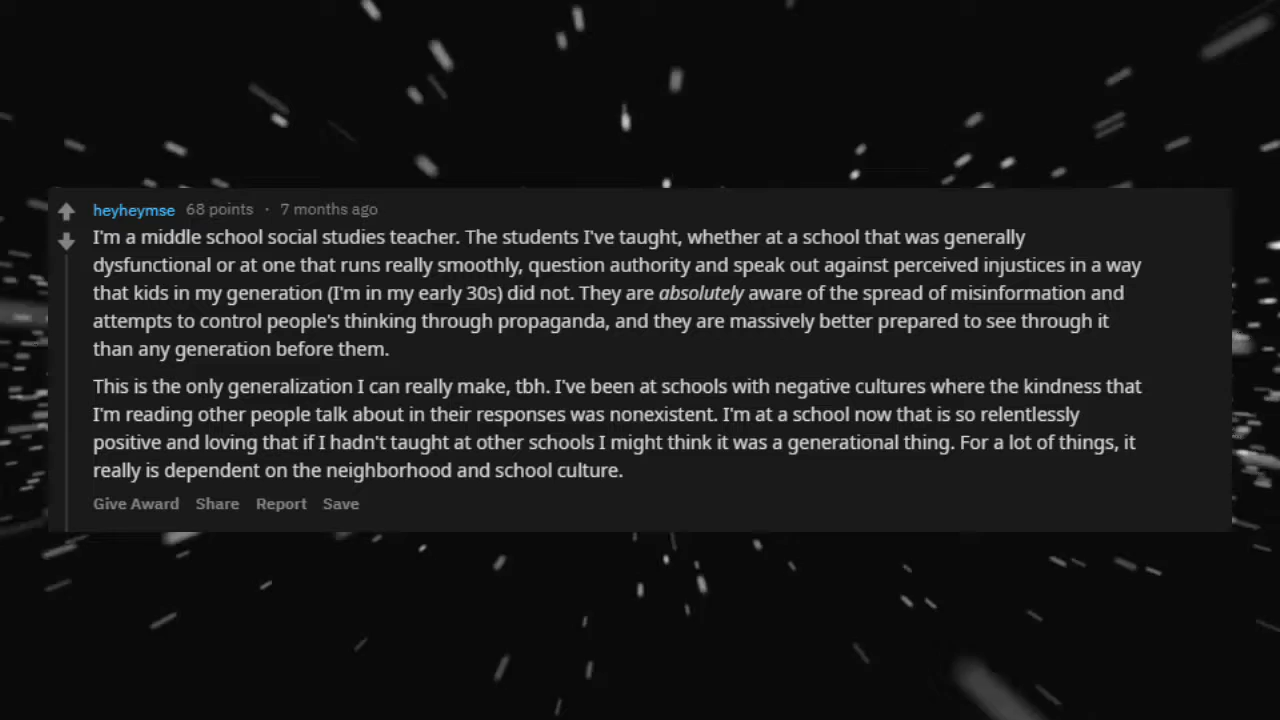 heyheymse 68 points · 7 months ago
I'm a middle school social studies teacher. The students I've taught, whether at a school that was generally
dysfunctional or at one that runs really smoothly, question authority and speak out against perceived injustices in a way
that kids in my generation (I'm in my early 30s) did not. They are absolutely aware of the spread of misinformation and
attempts to control people's thinking through propaganda, and they are massively better prepared to see through it
than any generation before them.
This is the only generalization I can really make, tbh. I've been at schools with negative cultures where the kindness that
I'm reading other people talk about in their responses was nonexistent. I'm at a school now that is so relentlessly
positive and loving that if I hadn't taught at other schools I might think it was a generational thing. For a lot of things, it
really is dependent on the neighborhood and school culture.
Give Award Share Report Save